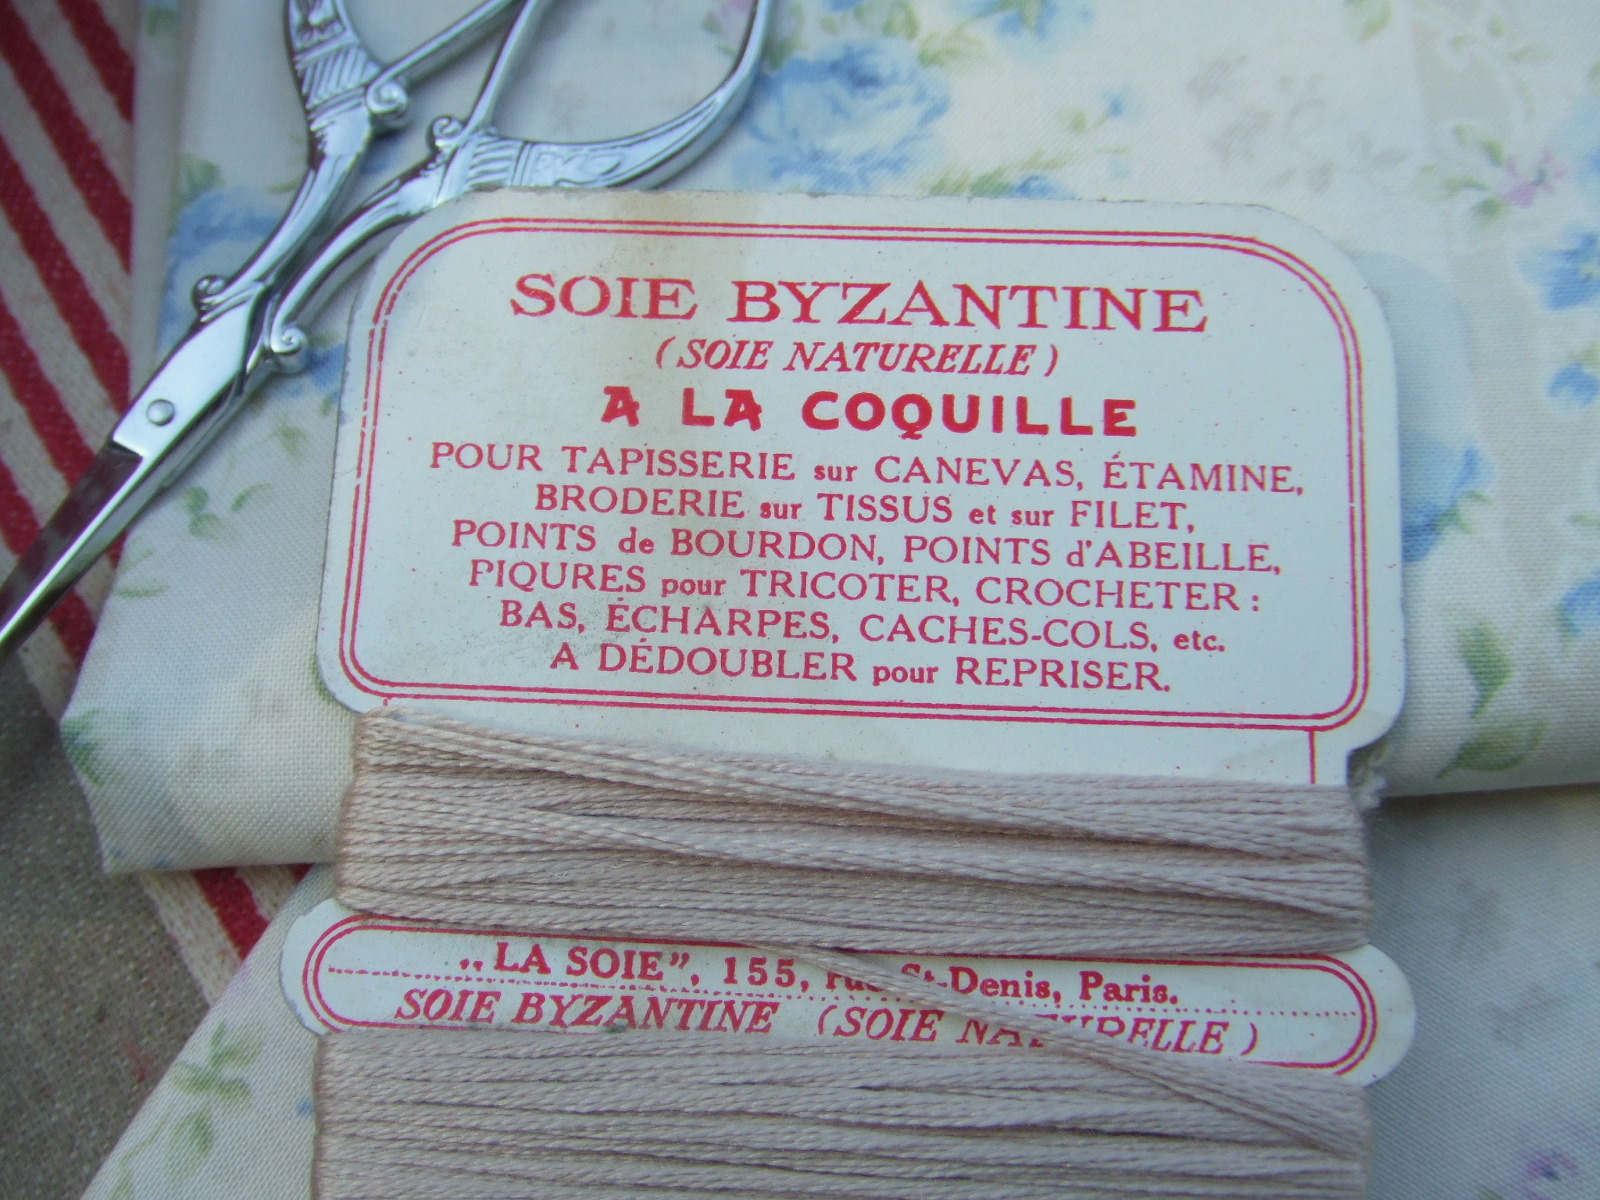 SOIE BYZANTINE
(SOIE NATURELLE)
A LA COQUILLE
POUR TAPISSERIE sur CANEVAS, ÉTAMINE,
BRODERIE sur TISSUS et sur FILET,
POINTS de BOURDON, POINTS d'ABEILLE,
PIQURES pour TRICOTER, CROCHETER :
BAS, ÉCHARPES, CACHES-COLS, etc.
A DÉDOUBLER pour REPRISER.
„ LA SOIE”, 155, rue St-Denis, Paris.
SOIE BYZANTINE (SOIE NATURELLE)